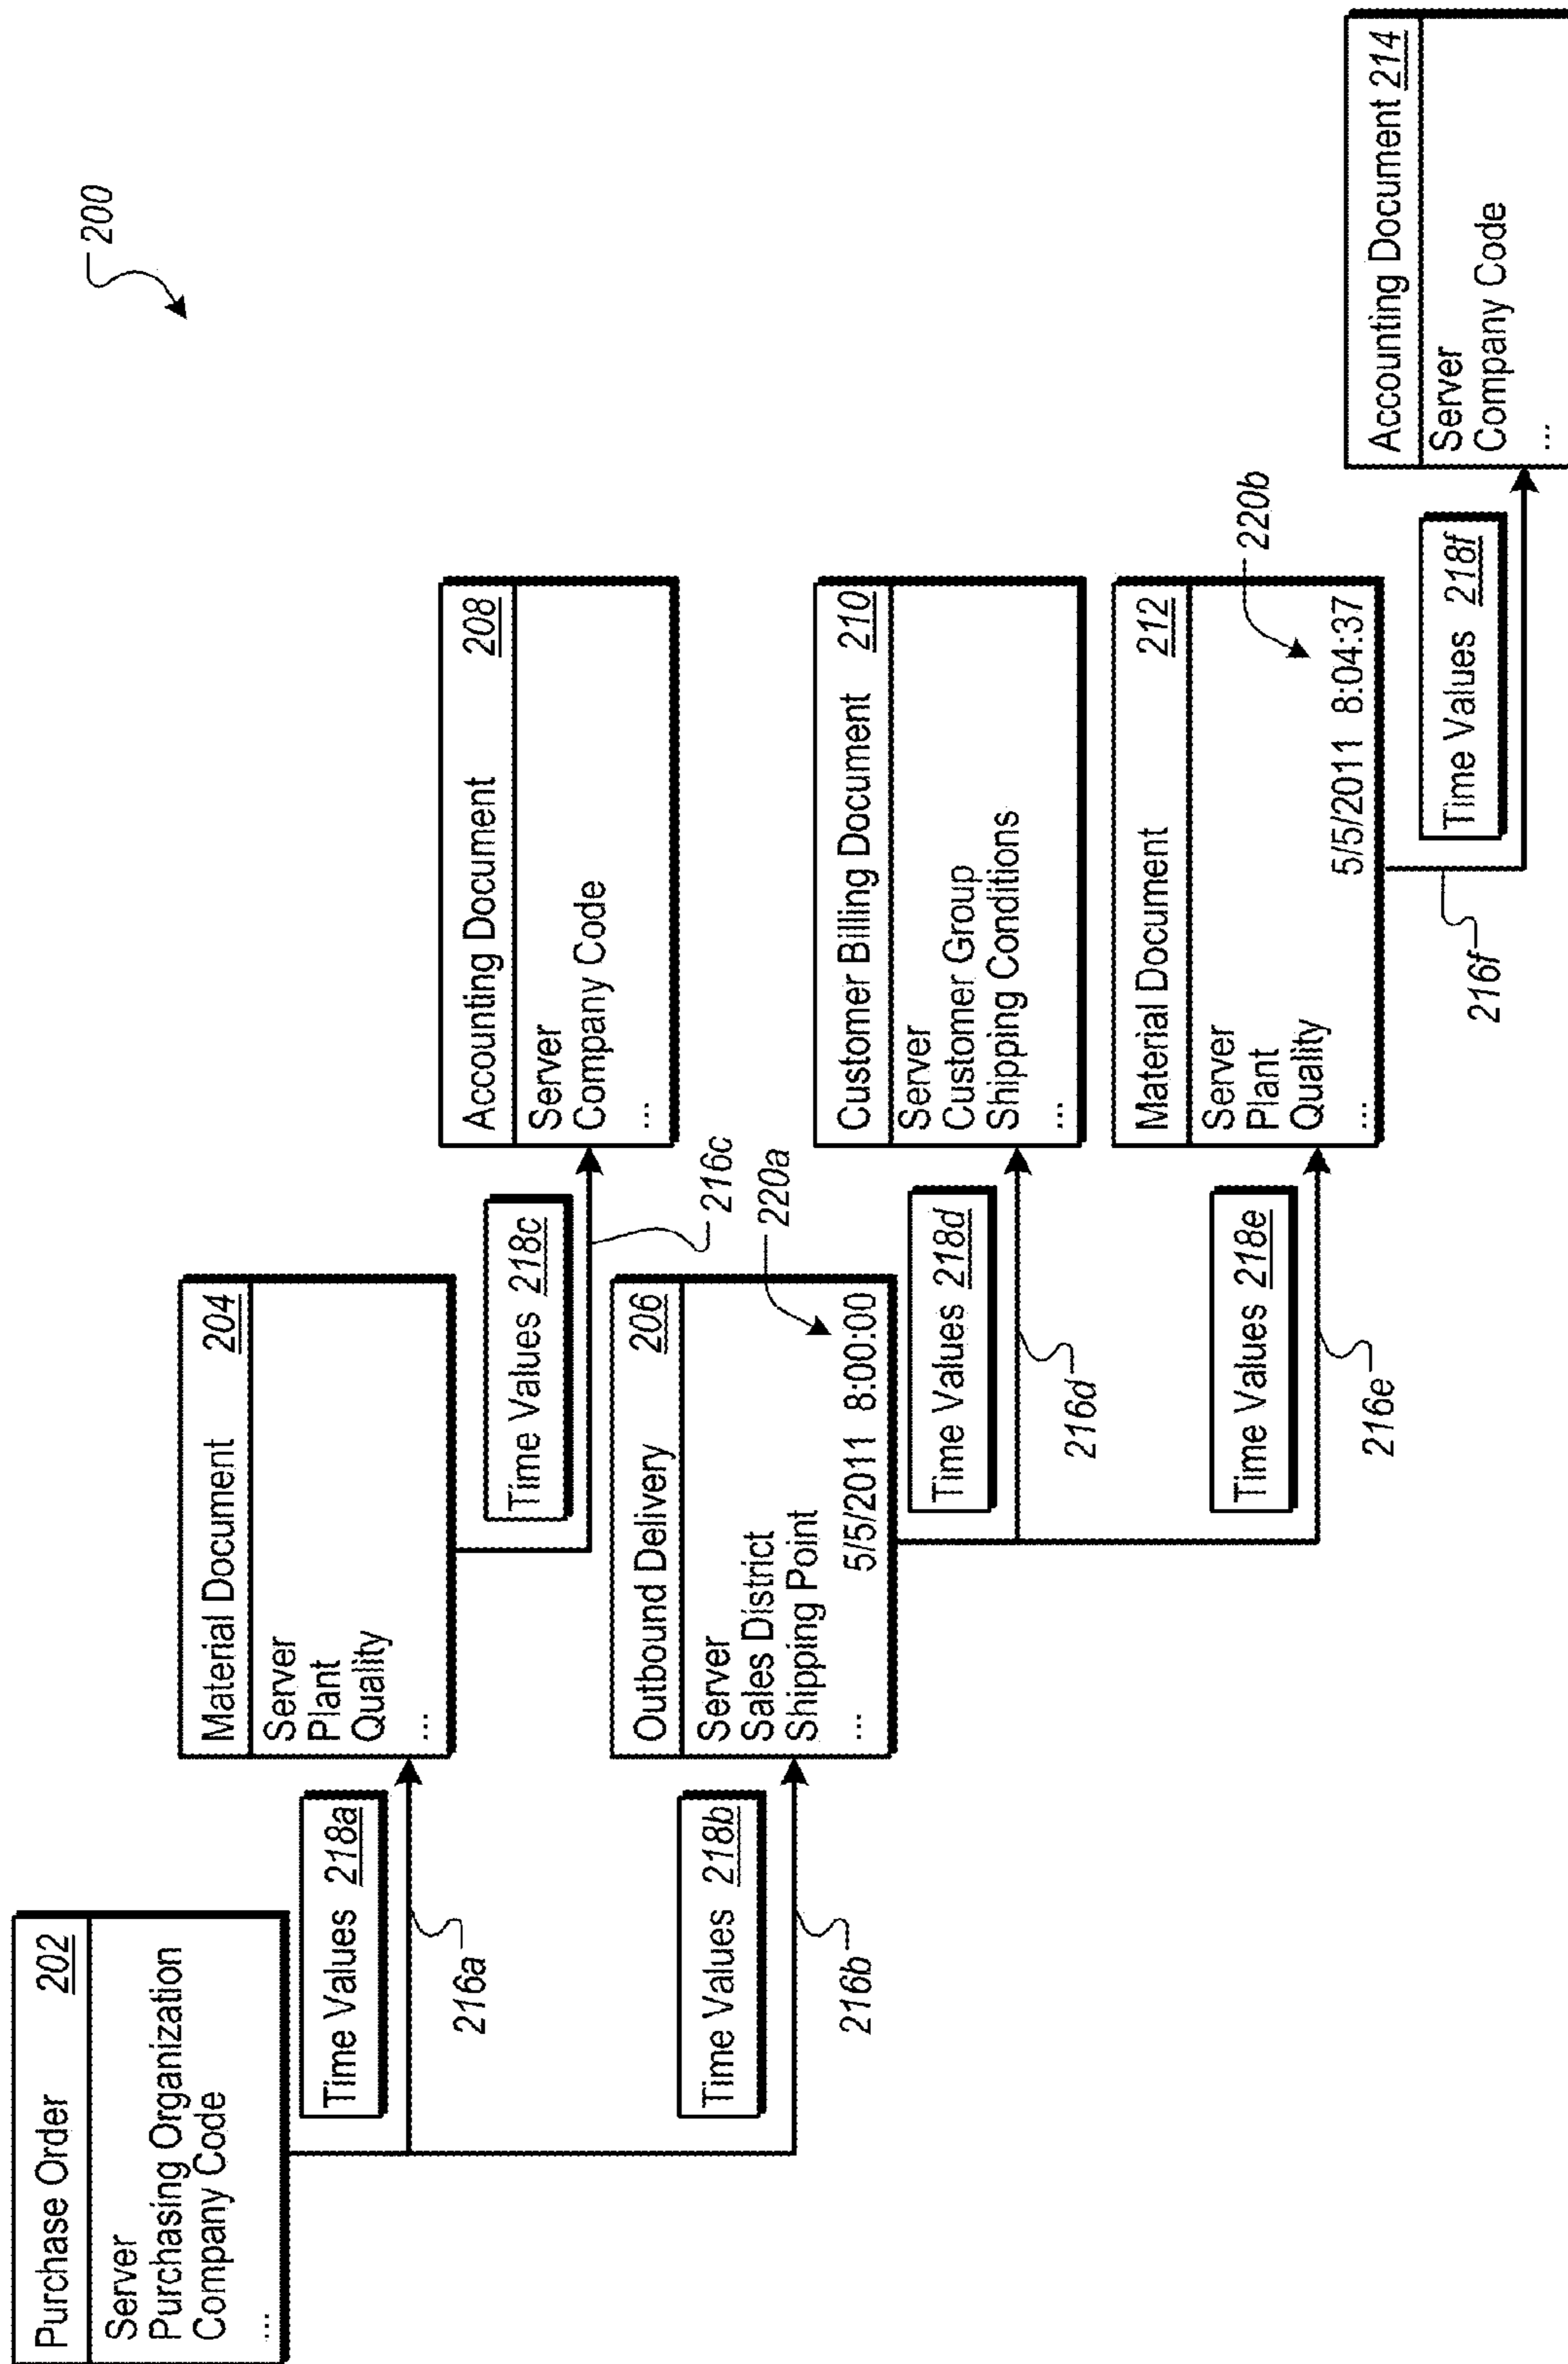 200
Purchase Order 202
Server
Purchasing Organization
Company Code
...
Time Values 218a
216a
Material Document 204
Server
Plant
Quality
...
Time Values 218b
216b
Time Values 218c
216c
Accounting Document 208
Server
Company Code
...
Outbound Delivery 206
Server
Sales District
Shipping Point
...
5/5/2011 8:00:00
220a
Time Values 218d
216d
Customer Billing Document 210
Server
Customer Group
Shipping Conditions
...
Time Values 218e
216e
Material Document 212
Server
Plant
Quality
...
5/5/2011 8:04:37
220b
Time Values 218f
216f
Accounting Document 214
Server
Company Code
...